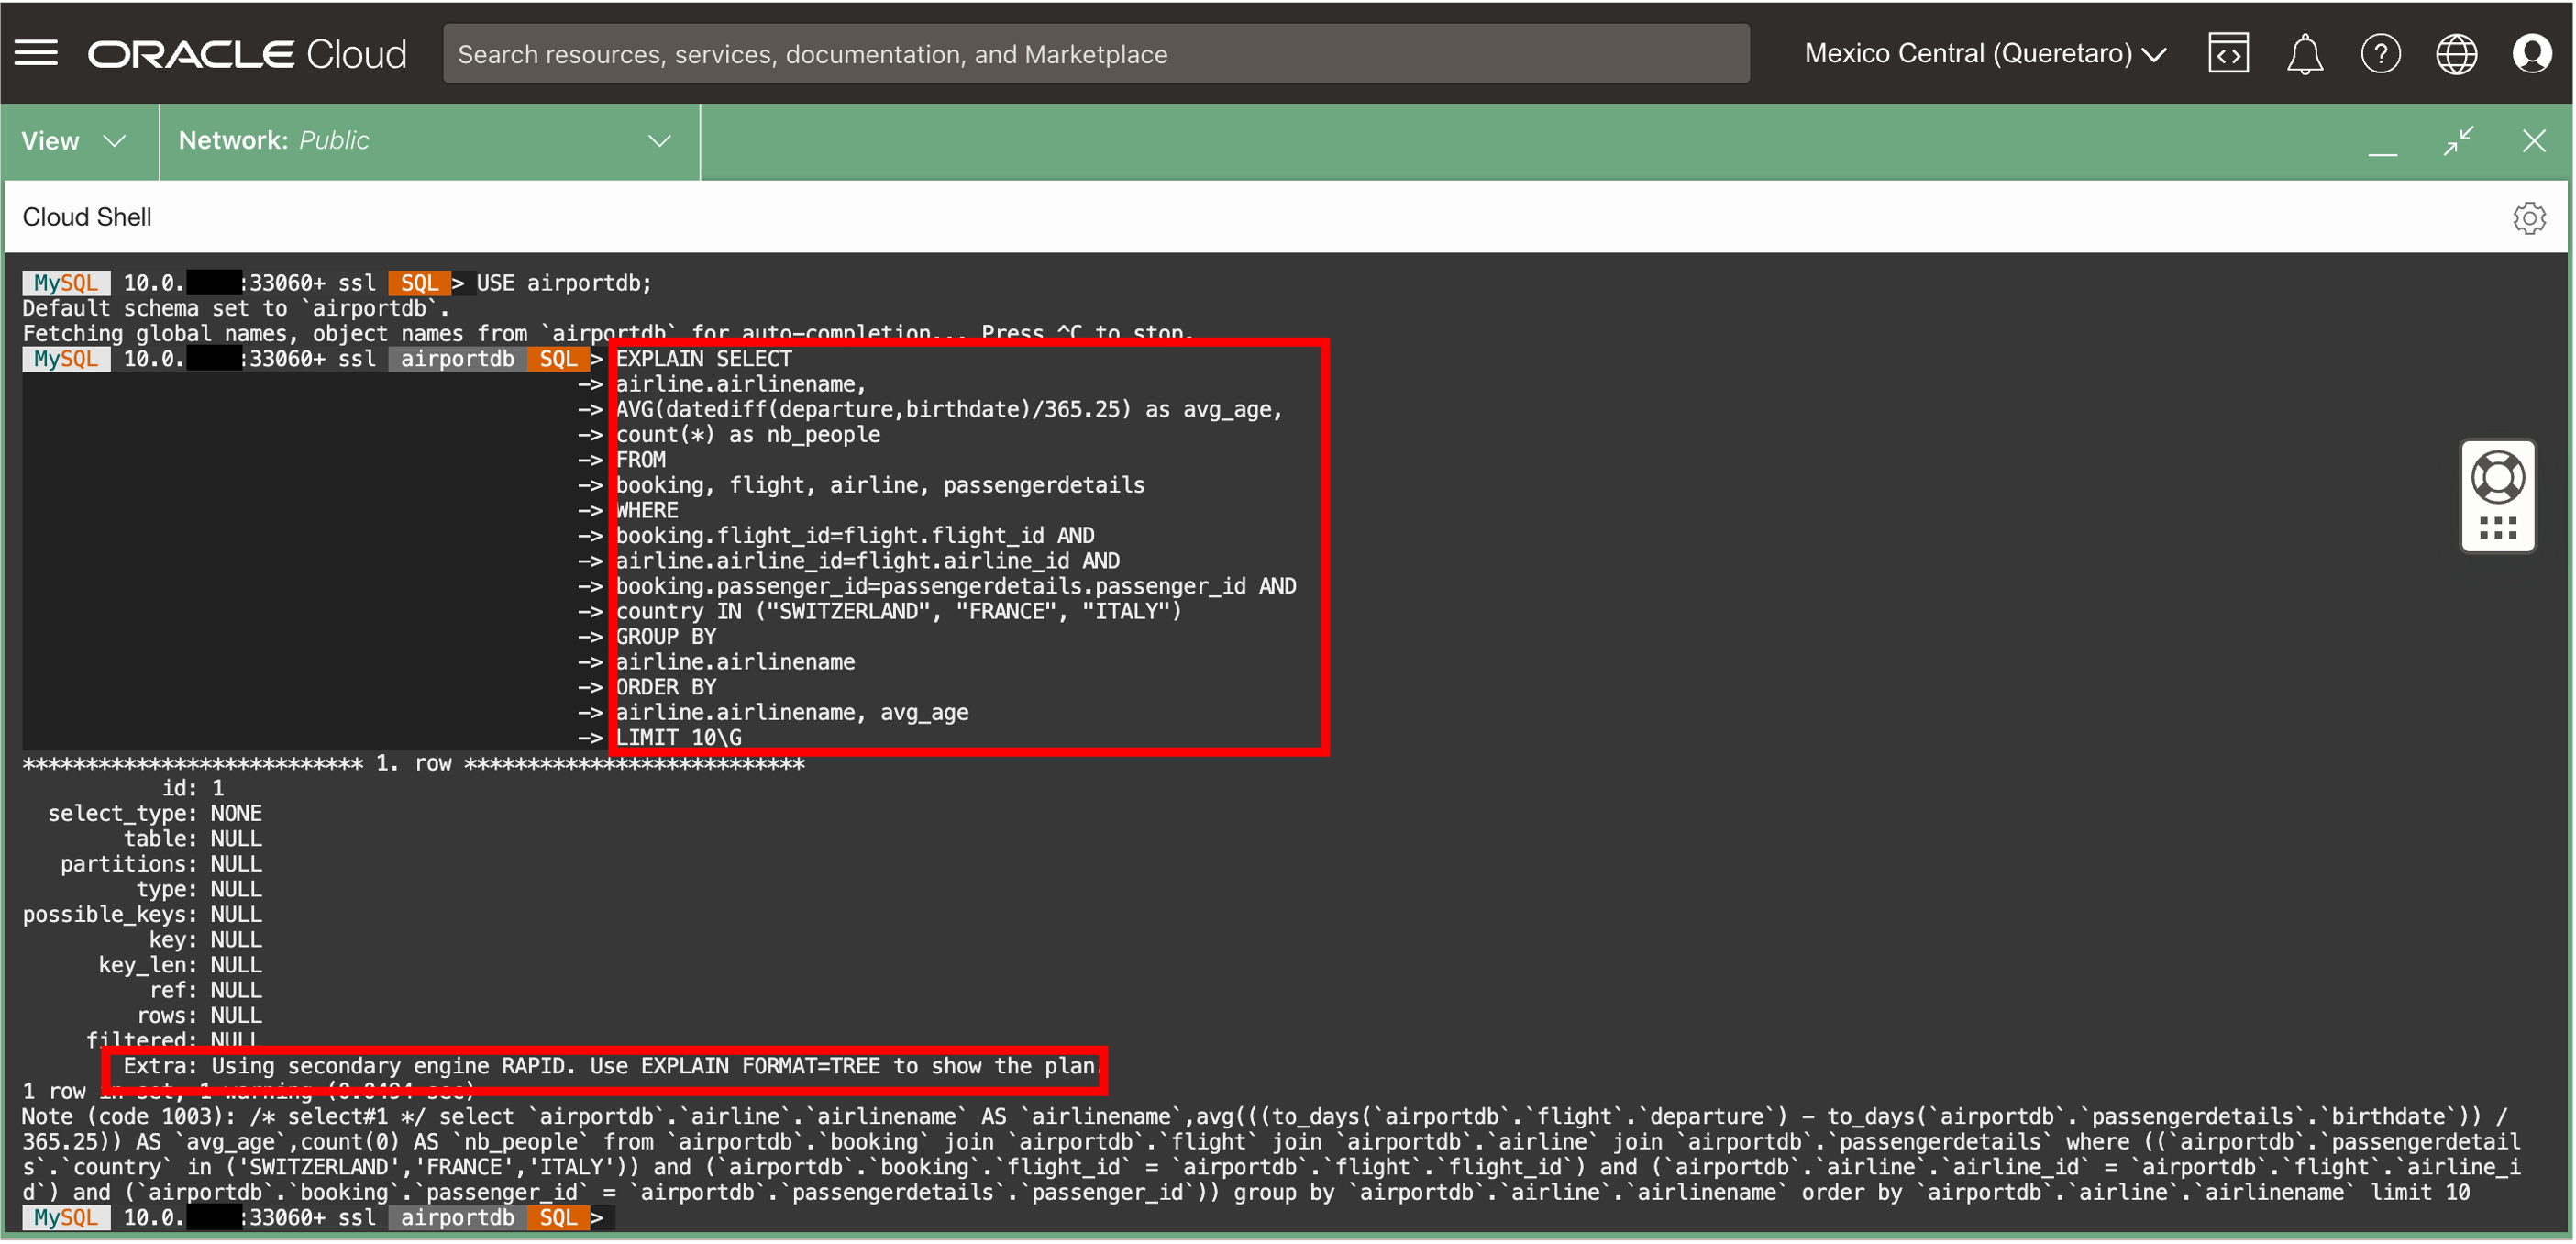 ORACLE Cloud
Search resources, services, documentation, and Marketplace
Mexico Central (Queretaro)
View
Network: Public
Cloud Shell
MySQL 10.0. :33060+ ssl SQL > USE airportdb;
Default schema set to `airportdb`.
Fetching global names, object names from `airportdb` for auto-completion... Press ^C to stop.
MySQL 10.0. :33060+ ssl airportdb SQL > EXPLAIN SELECT
-> airline.airlinename,
-> AVG(datediff(departure,birthdate)/365.25) as avg_age,
-> count(*) as nb_people
-> FROM
-> booking, flight, airline, passengerdetails
-> WHERE
-> booking.flight_id=flight.flight_id AND
-> airline.airline_id=flight.airline_id AND
-> booking.passenger_id=passengerdetails.passenger_id AND
-> country IN ("SWITZERLAND", "FRANCE", "ITALY")
-> GROUP BY
-> airline.airlinename
-> ORDER BY
-> airline.airlinename, avg_age
-> LIMIT 10\G
*************************** 1. row ***************************
id: 1
select_type: NONE
table: NULL
partitions: NULL
type: NULL
possible_keys: NULL
key: NULL
key_len: NULL
ref: NULL
rows: NULL
filtered: NULL
Extra: Using secondary engine RAPID. Use EXPLAIN FORMAT=TREE to show the plan.
1 row in set, 1 warning (0.0494 sec)
Note (code 1003): /* select#1 */ select `airportdb`.`airline`.`airlinename` AS `airlinename`,avg(((to_days(`airportdb`.`flight`.`departure`) - to_days(`airportdb`.`passengerdetails`.`birthdate`)) /
365.25)) AS `avg_age`,count(0) AS `nb_people` from `airportdb`.`booking` join `airportdb`.`flight` join `airportdb`.`airline` join `airportdb`.`passengerdetails` where ((`airportdb`.`passengerdetail
s`.`country` in ('SWITZERLAND','FRANCE','ITALY')) and (`airportdb`.`booking`.`flight_id` = `airportdb`.`flight`.`flight_id`) and (`airportdb`.`airline`.`airline_id` = `airportdb`.`flight`.`airline_i
d`) and (`airportdb`.`booking`.`passenger_id` = `airportdb`.`passengerdetails`.`passenger_id`)) group by `airportdb`.`airline`.`airlinename` order by `airportdb`.`airline`.`airlinename` limit 10
MySQL 10.0. :33060+ ssl airportdb SQL >